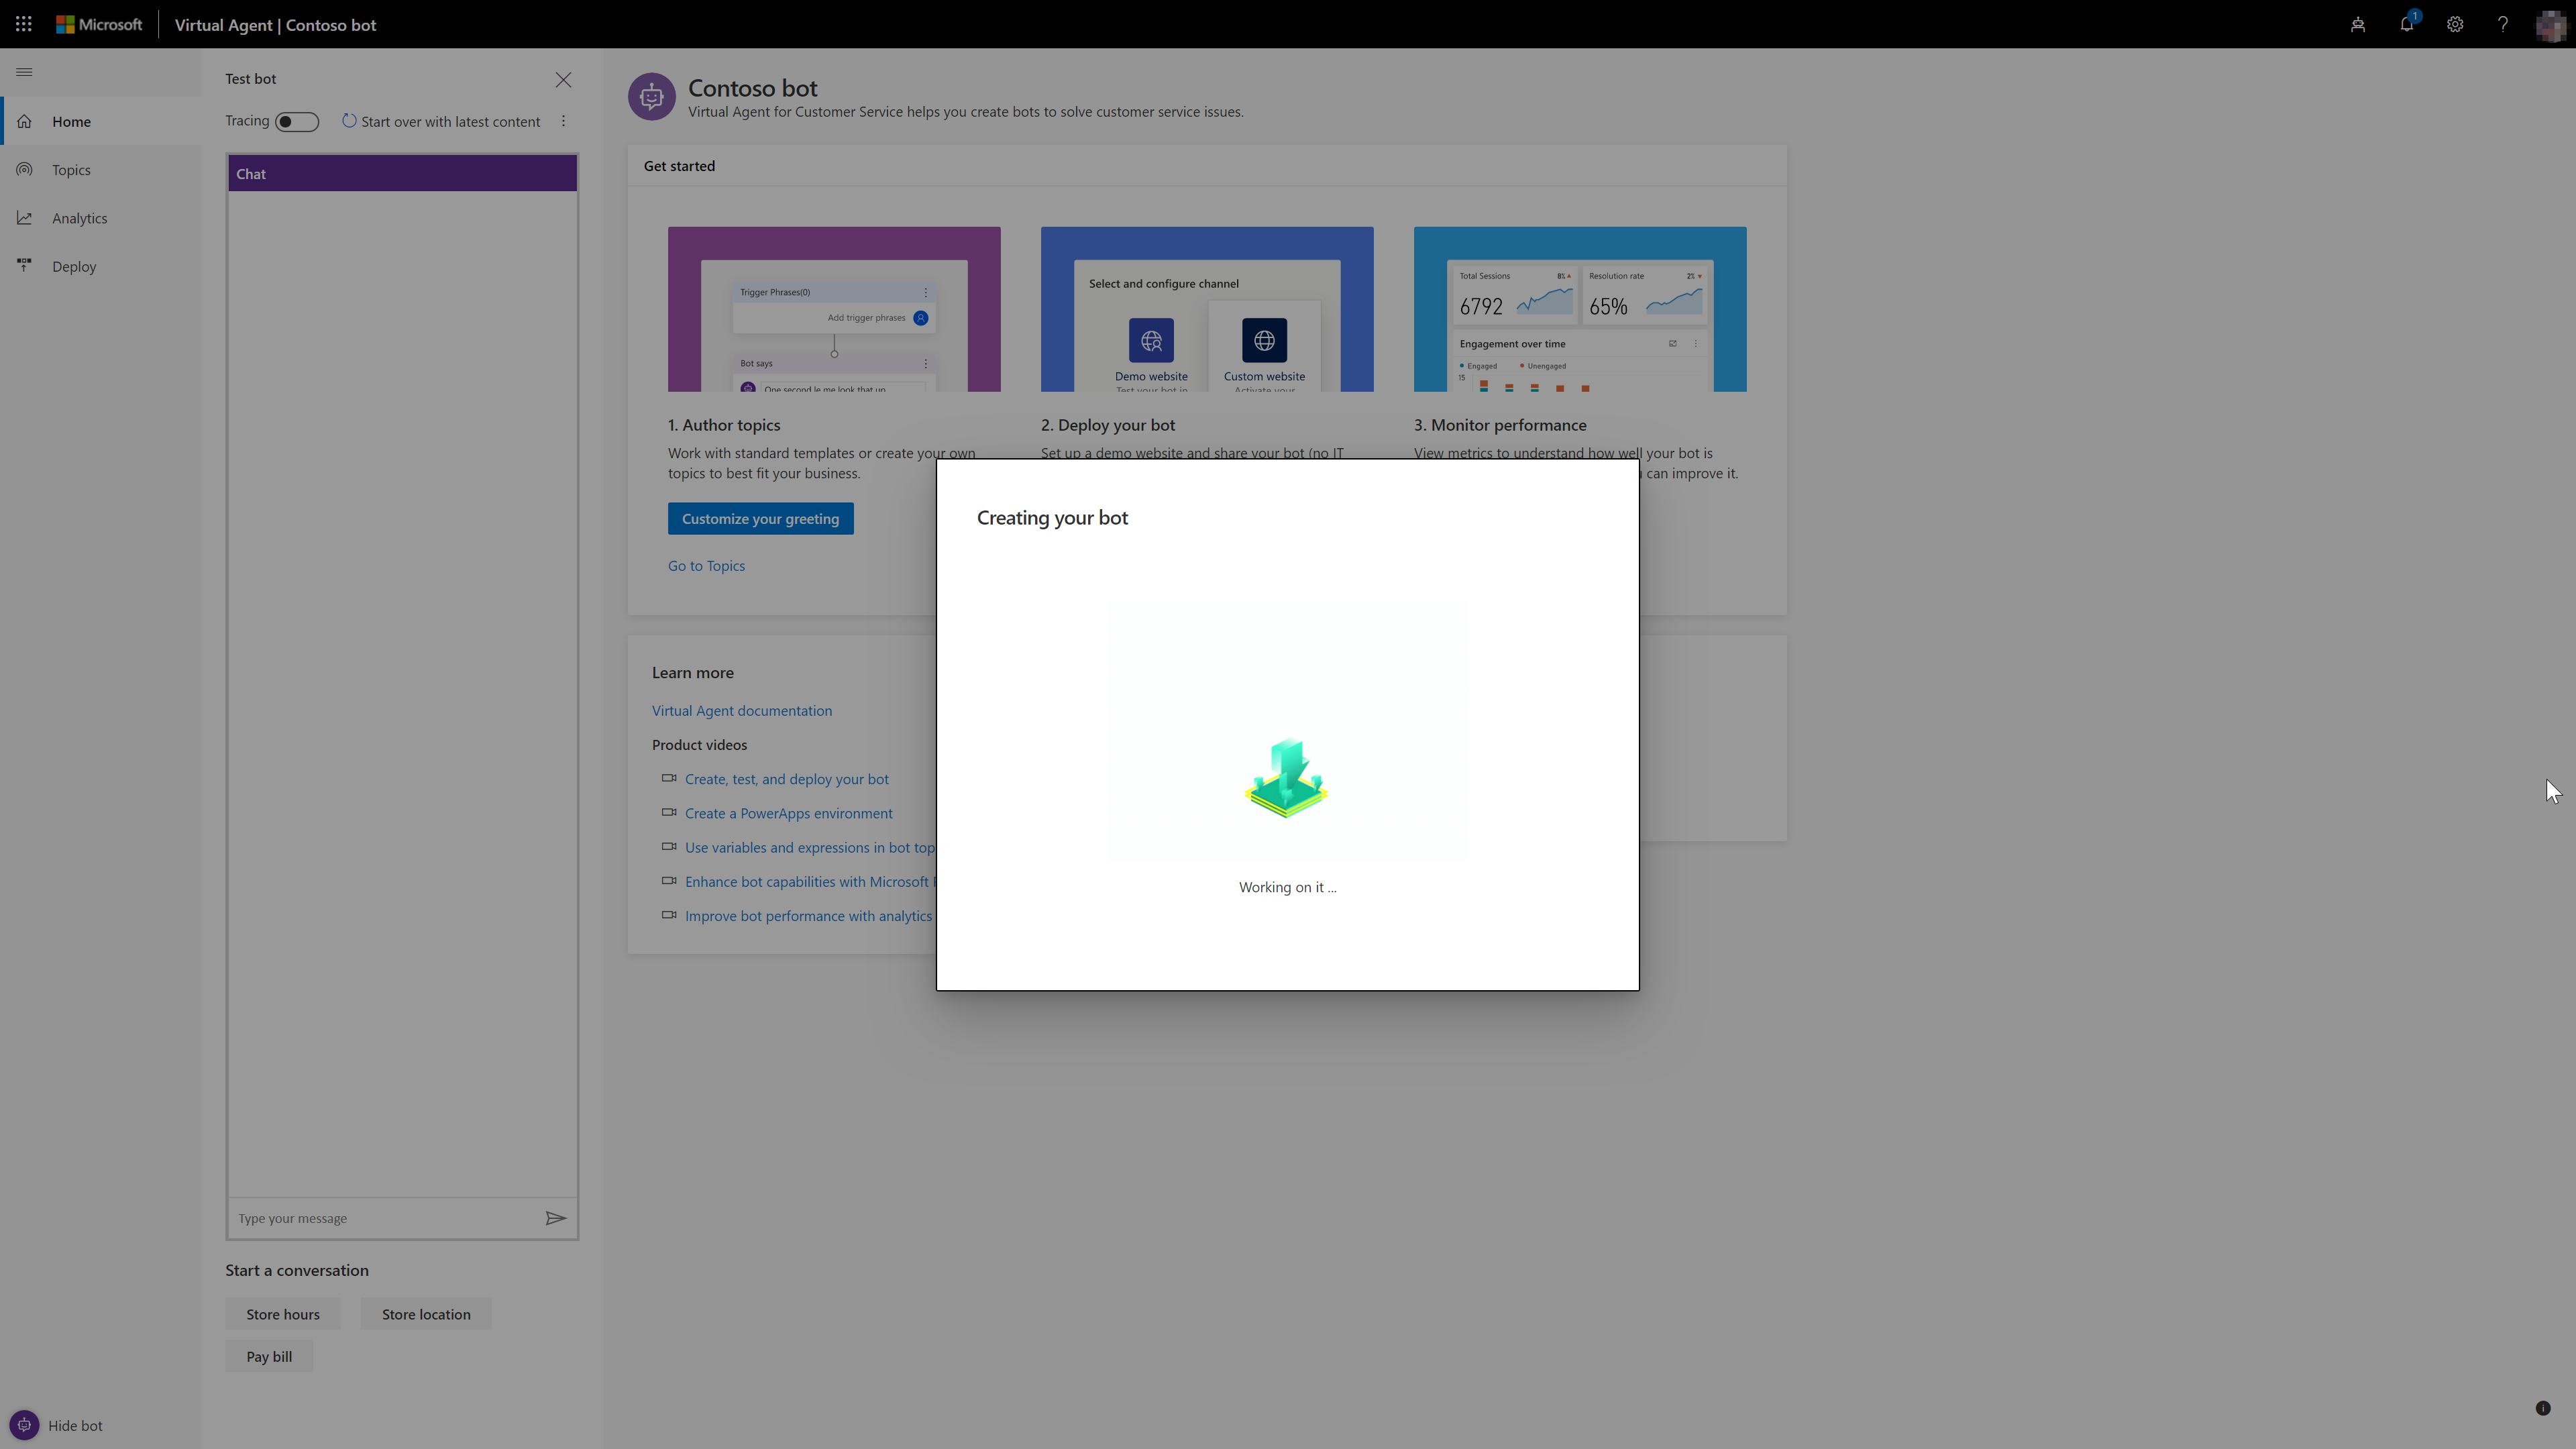 Microsoft
Virtual Agent | Contoso bot
1
Home
Topics
Analytics
Deploy
Hide bot
Test bot
Tracing
Start over with latest content
Chat
Type your message
Start a conversation
Store hours
Store location
Pay bill
Contoso bot
Virtual Agent for Customer Service helps you create bots to solve customer service issues.
Get started
Trigger Phrases(0)
Add trigger phrases
Bot says
One second le me look that up
Select and configure channel
Demo website
Custom website
Test your bot in
Activate your
Total Sessions
8%
6792
Resolution rate
2%
65%
Engagement over time
Engaged
Unengaged
15
1. Author topics
Work with standard templates or create your own
topics to best fit your business.
Customize your greeting
Go to Topics
2. Deploy your bot
Set up a demo website and share your bot (no IT
3. Monitor performance
View metrics to understand how well your bot is
can improve it.
Learn more
Virtual Agent documentation
Product videos
Create, test, and deploy your bot
Create a PowerApps environment
Use variables and expressions in bot top
Enhance bot capabilities with Microsoft
Improve bot performance with analytics
Creating your bot
Working on it ...